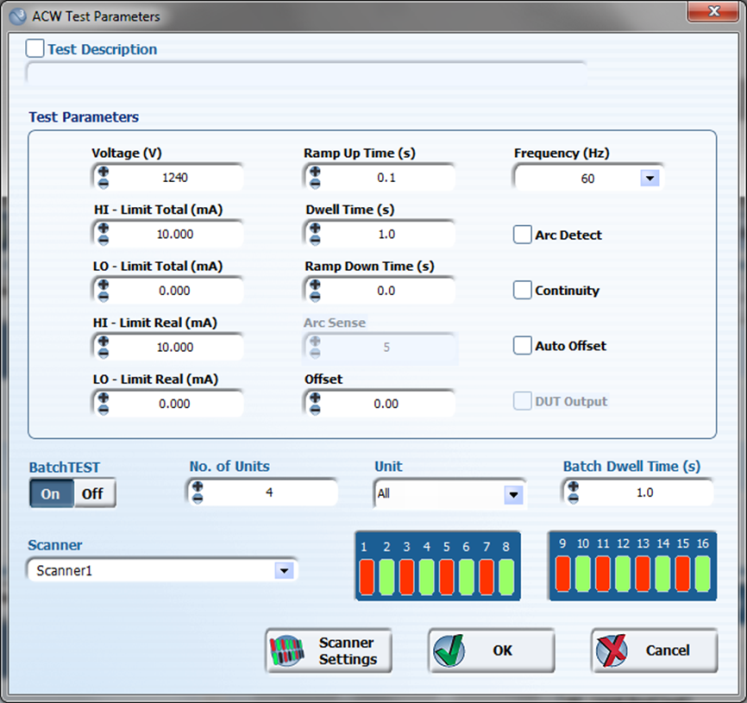 ACW Test Parameters
Test Description
Test Parameters
Voltage (V)
1240
Ramp Up Time (s)
0.1
Frequency (Hz)
60
HI - Limit Total (mA)
10.000
Dwell Time (s)
1.0
Arc Detect
LO - Limit Total (mA)
0.000
Ramp Down Time (s)
0.0
Continuity
HI - Limit Real (mA)
10.000
Arc Sense
5
Auto Offset
LO - Limit Real (mA)
0.000
Offset
0.00
DUT Output
BatchTEST
On Off
No. of Units
4
Unit
All
Batch Dwell Time (s)
1.0
Scanner
Scanner1
1 2 3 4 5 6 7 8
9 10 11 12 13 14 15 16
Scanner
Settings
OK
Cancel